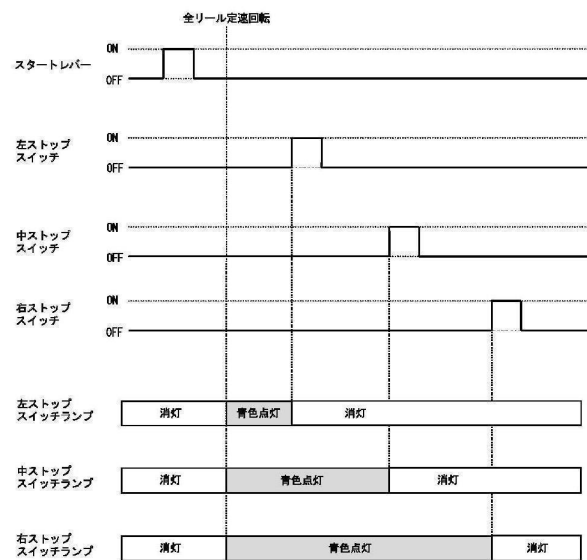 全リール定速回転
ON
スタートレバー
OFF
ON
左ストップ
スイッチ
OFF
ON
中ストップ
スイッチ
OFF
ON
右ストップ
スイッチ
OFF
左ストップ
スイッチランプ
消灯 青色点灯 消灯
中ストップ
スイッチランプ
消灯 青色点灯 消灯
右ストップ
スイッチランプ
消灯 青色点灯 消灯